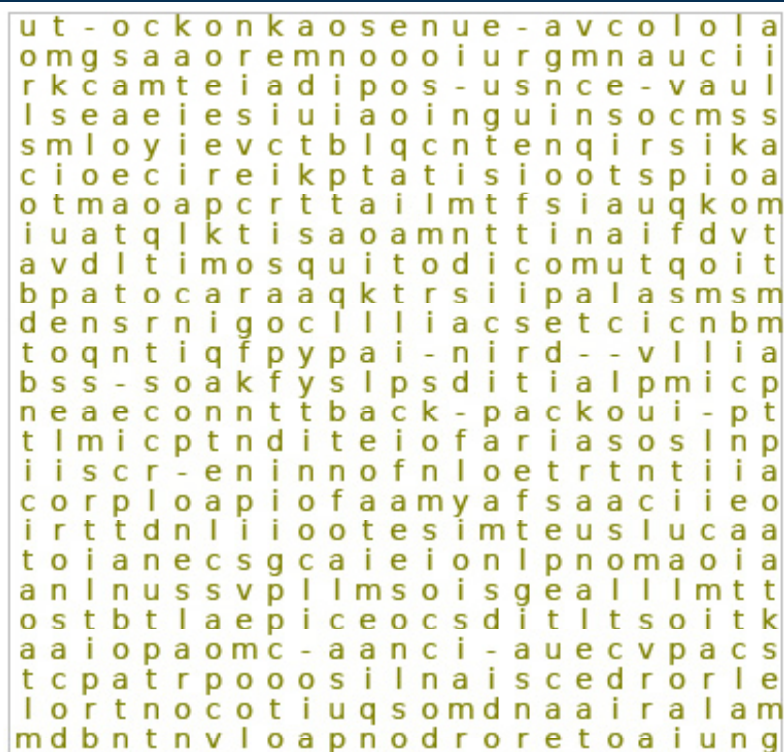 u t - o c k o n k a o s e n u e - a v c o l o l a
o m g s a a o r e m n o o o i u r g m n a u c i i
r k c a m t e i a d i p o s - u s n c e - v a u l
l s e a e i e s i u i a o i n g u i n s o c m s s
s m l o y i e v c t b l q c n t e n q i r s i k a
c i o e c i r e i k p t a t i s i o o t s p i o a
o t m a o a p c r t t a i l m t f s i a u q k o m
i u a t q l k t i s a o a m n t t i n a i f d v t
a v d l t i m o s q u i t o d i c o m u t q o i t
b p a t o c a r a a q k t r s i i p a l a s m s m
d e n s r n i g o c l l l i a c s e t c i c n b m
t o q n t i q f p y p a i - n i r d - - v l l i a
b s s - s o a k f y s l p s d i t i a l p m i c p
n e a e c o n n t t b a c k - p a c k o u i - p t
t l m i c p t n d i t e i o f a r i a s o s l n p
i i s c r - e n i n n o f n l o e t r t n t i i a
c o r p l o a p i o f a a m y a f s a a c i i e o
i r t t d n l i i o o t e s i m t e u s l u c a a
t o i a n e c s g c a i e i o n l p n o m a o i a
a n l n u s s v p l l m s o i s g e a l l l m t t
o s t b t l a e p i c e o c s d i t l t s o i t k
a a i o p a o m c - a a n c i - a u e c v p a c s
t c p a t r p o o o s i l n a i s c e d r o r l e
l o r t n o c o t i u q s o m d n a a i r a l a m
m d b n t n v l o a p n o d r o r e t o a i u n g